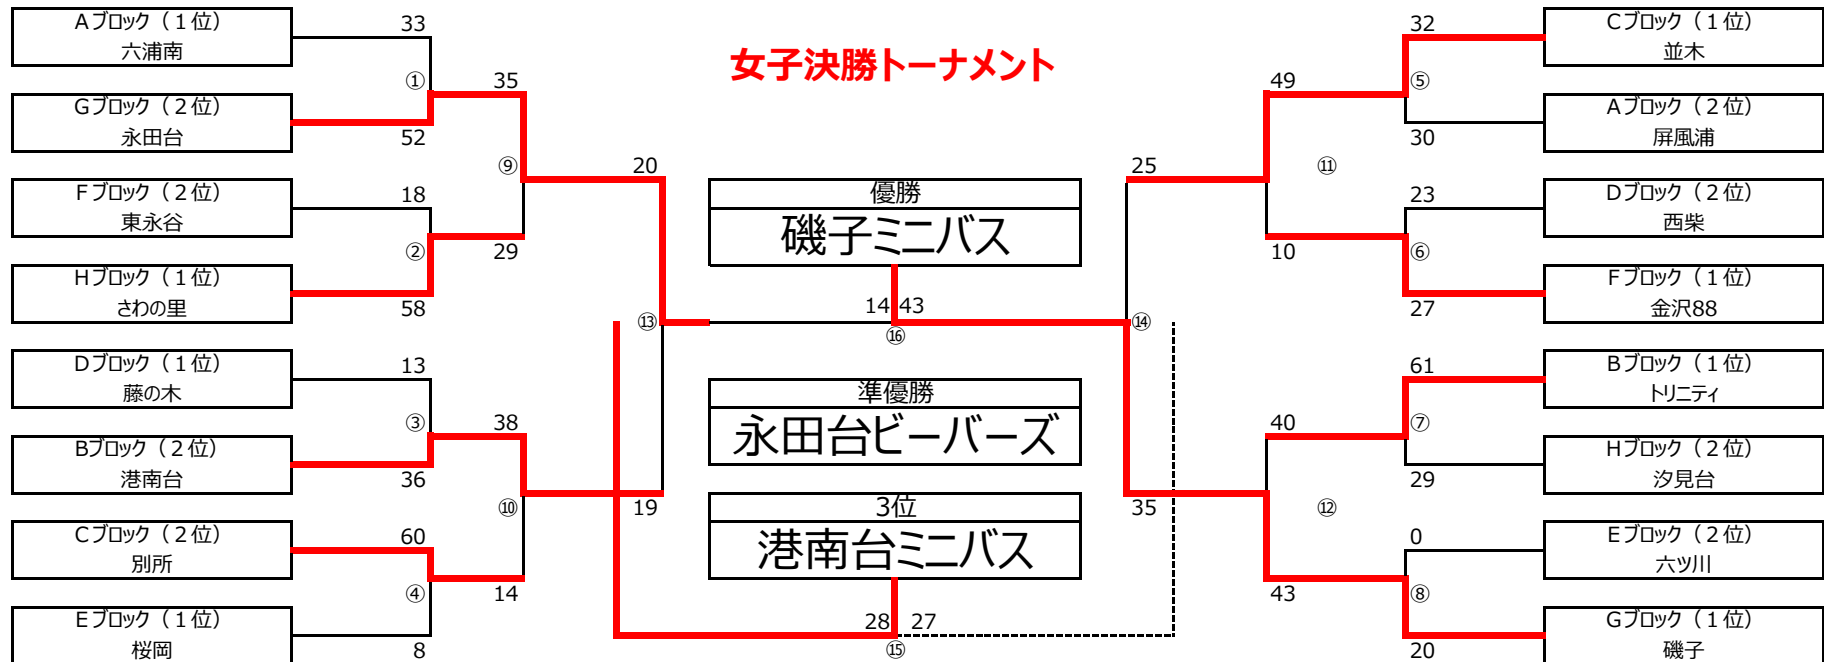 女子決勝トーナメント
Aブロック（１位）
六浦南
33
①
Gブロック（２位）
永田台
52
35
⑨
Fブロック（２位）
東永谷
18
②
Hブロック（１位）
さわの里
58
29
20
⑬
Dブロック（１位）
藤の木
13
③
Bブロック（２位）
港南台
36
38
⑩
Cブロック（２位）
別所
60
④
Eブロック（１位）
桜岡
8
14
19
優勝
磯子ミニバス
14 43
⑯
準優勝
永田台ビーバーズ
3位
港南台ミニバス
28 27
⑮
32
Cブロック（１位）
並木
⑤
49
Aブロック（２位）
屏風浦
30
25
⑪
23
Dブロック（２位）
西柴
⑥
10
Fブロック（１位）
金沢88
27
⑭
61
Bブロック（１位）
トリニティ
⑦
40
Hブロック（２位）
汐見台
29
35
⑫
0
Eブロック（２位）
六ツ川
⑧
43
Gブロック（１位）
磯子
20